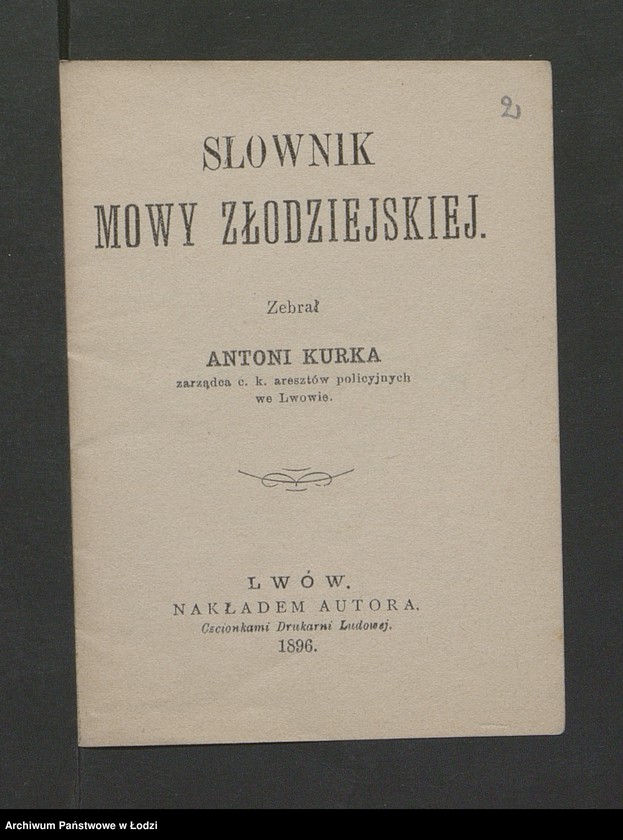 2
SŁOWNIK
MOWY ZŁODZIEJSKIEJ.
Zebrał
ANTONI KURKA
zarządca c. k. aresztów policyjnych
we Lwowie.
LWÓW.
NAKŁADEM AUTORA.
Czcionkami Drukarni Ludowej.
1896.
Archiwum Państwowe w Łodzi